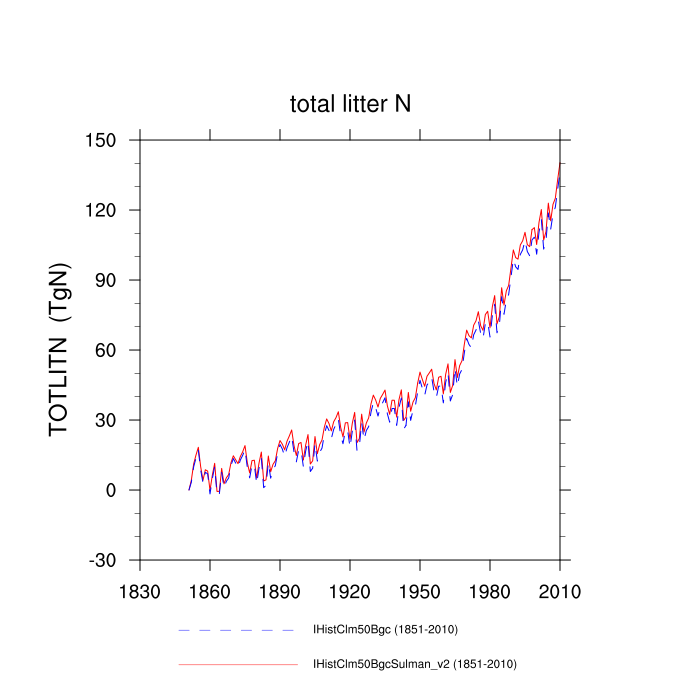 total litter N
TOTLITN (TgN)
150
120
90
60
30
0
-30
1830 1860 1890 1920 1950 1980 2010
IHistClm50Bgc (1851-2010)
IHistClm50BgcSulman_v2 (1851-2010)